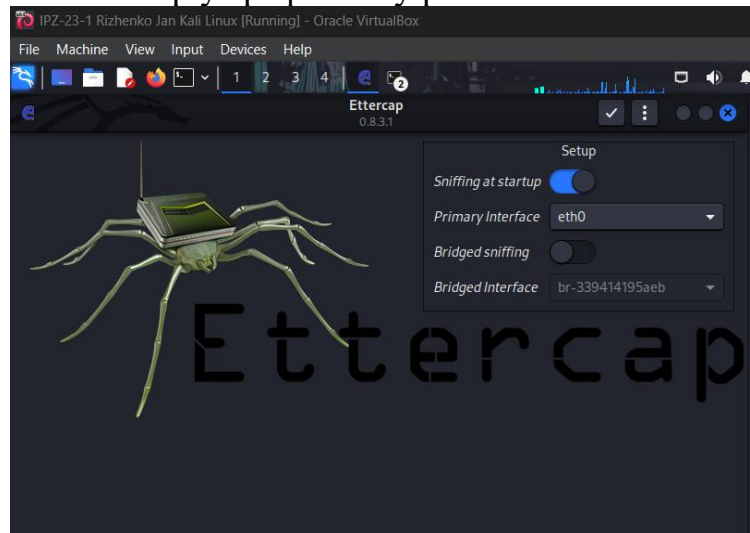 IPZ-23-1 Rizhenko Jan Kali Linux [Running] - Oracle VirtualBox
File Machine View Input Devices Help
1 2 3 4 2
Ettercap
0.8.3.1
Setup
Sniffing at startup
Primary Interface eth0
Bridged sniffing
Bridged Interface br-339414195aeb
Ettercap